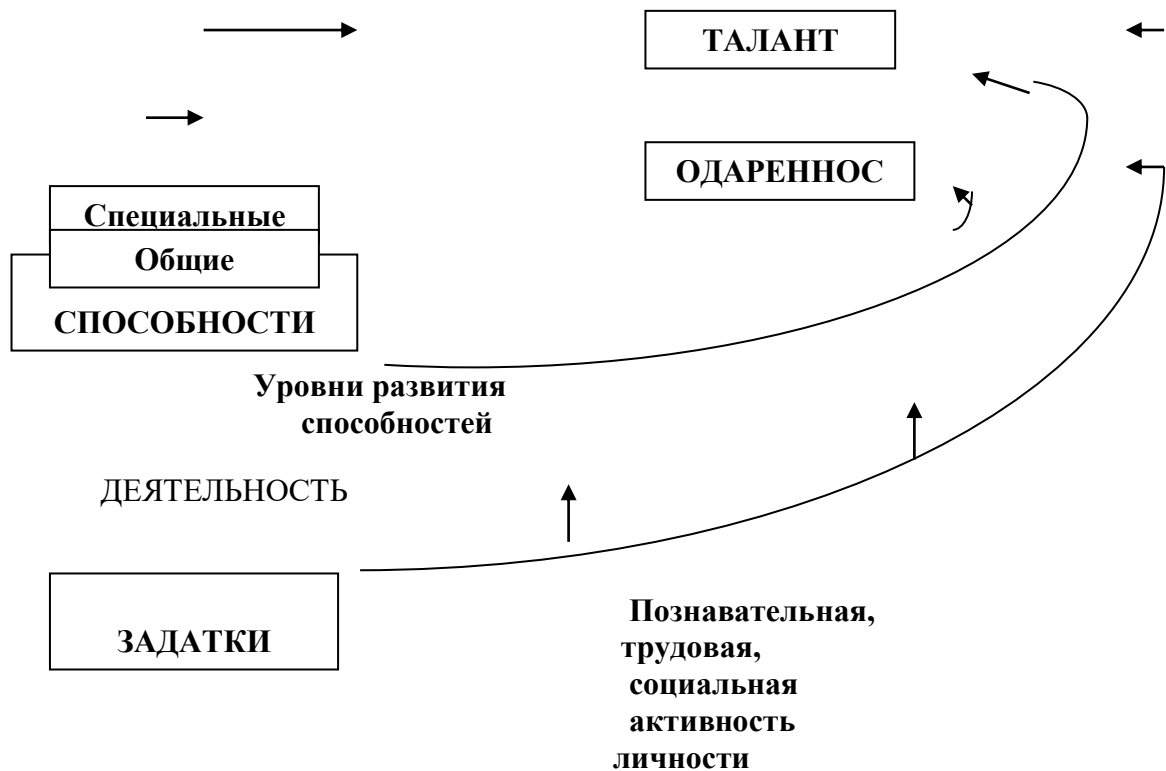 ТАЛАНТ
ОДАРЕННОС
Специальные
Общие
СПОСОБНОСТИ
Уровни развития
способностей
ДЕЯТЕЛЬНОСТЬ
ЗАДАТКИ
Познавательная,
трудовая,
социальная
активность
личности